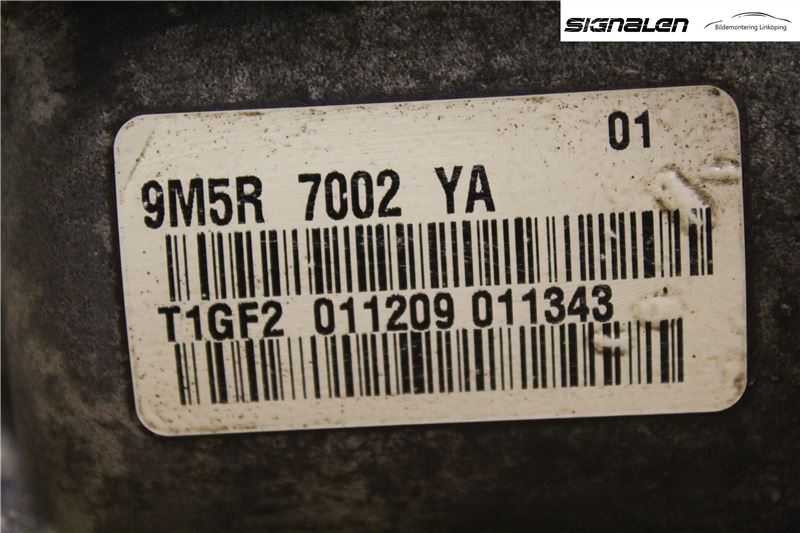 SIGNALEN
Bildemontering Linköping
01
9M5R 7002 YA
T1GF2 011209 011343